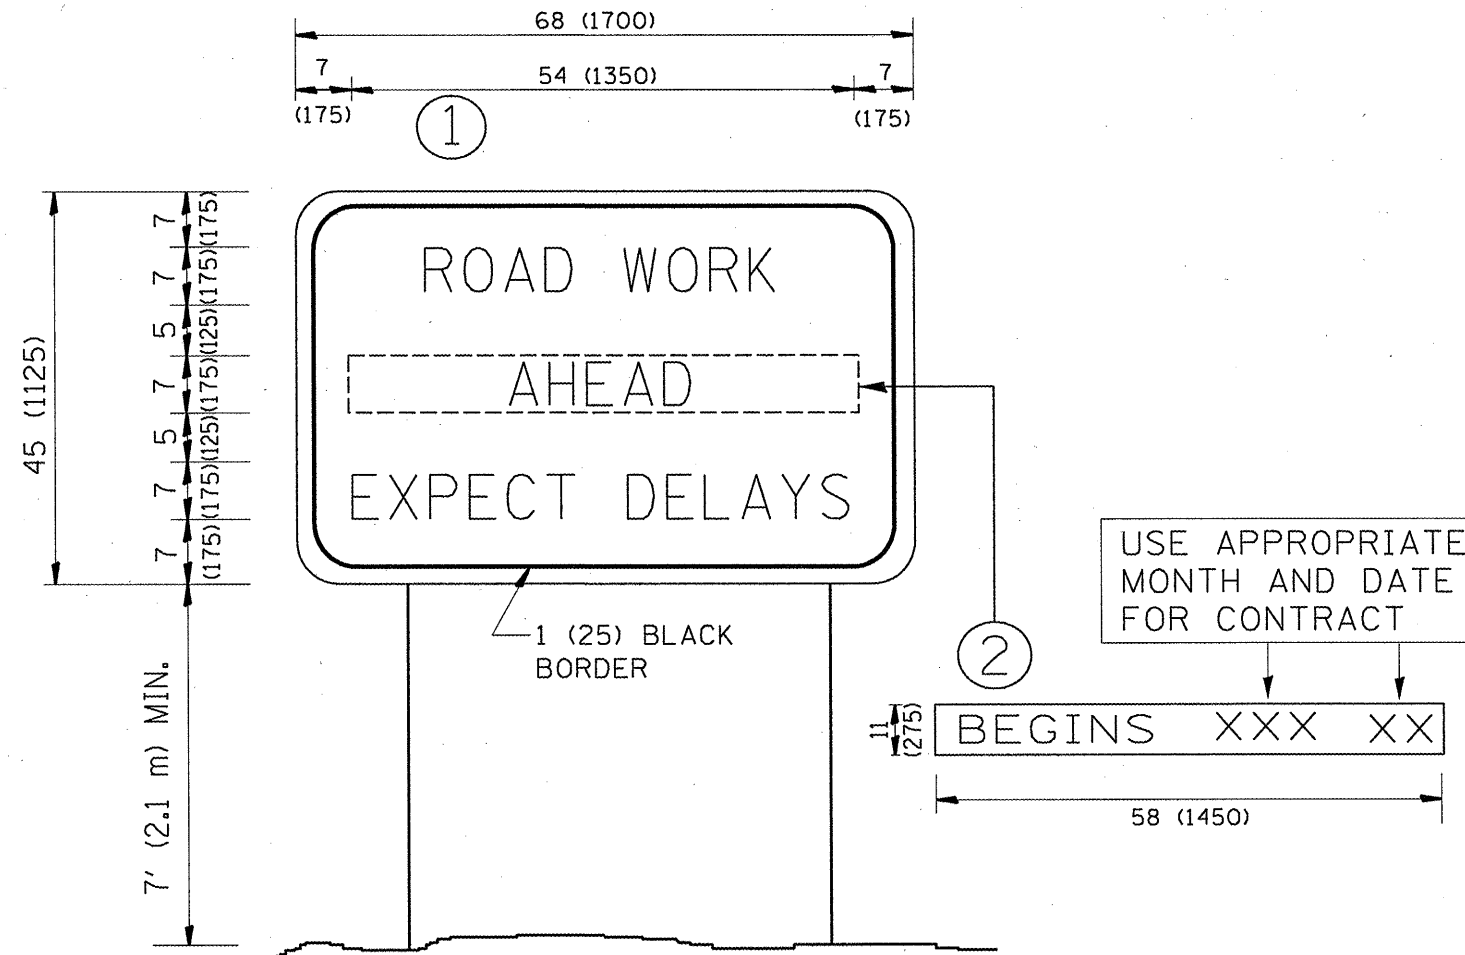 68 (1700)
7 54 (1350) 7
(175) (175)
1
45 (1125)
7 (175)
7 (175)
5 (125)
7 (175)
5 (125)
7 (175)
7 (175)
ROAD WORK
AHEAD
EXPECT DELAYS
1 (25) BLACK
BORDER
7' (2.1 m) MIN.
2
USE APPROPRIATE
MONTH AND DATE
FOR CONTRACT
11
(275)
BEGINS XXX XX
58 (1450)